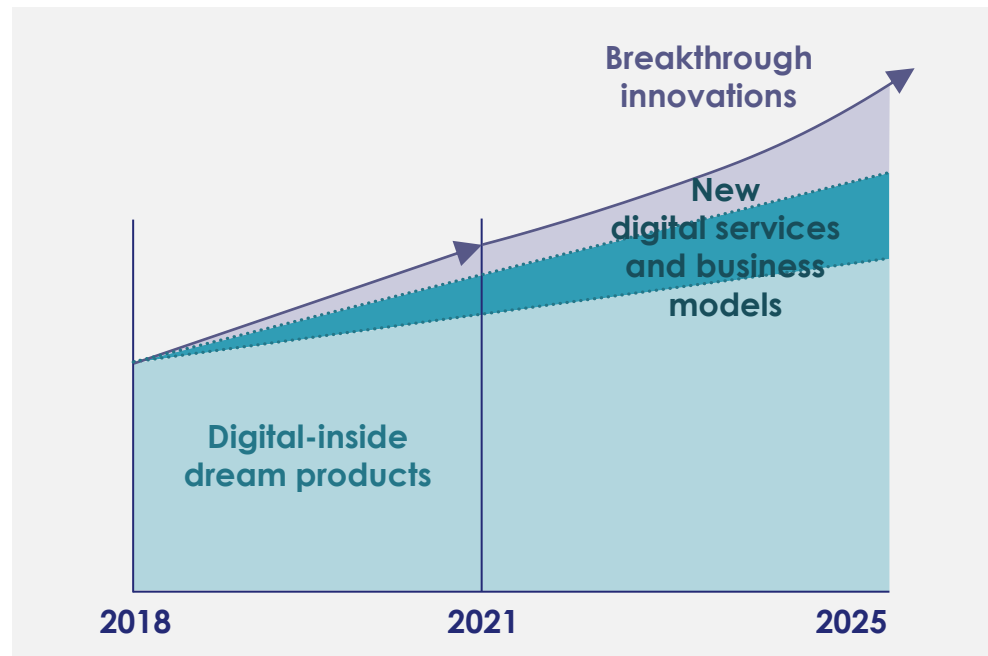 Breakthrough
innovations
New
digital services
and business
models
Digital-inside
dream products
2018
2021
2025